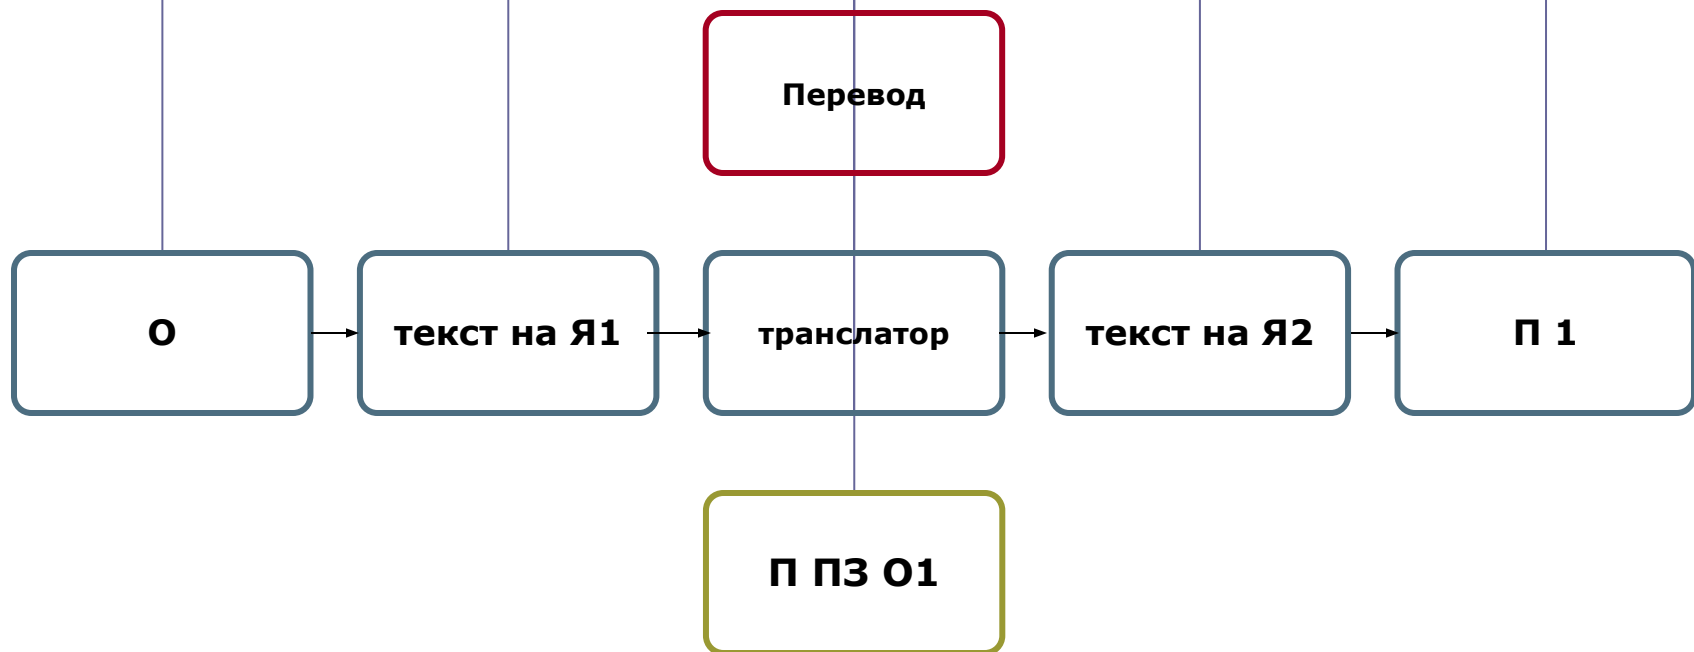 Перевод
О
текст на Я1
транслатор
текст на Я2
П 1
П ПЗ О1